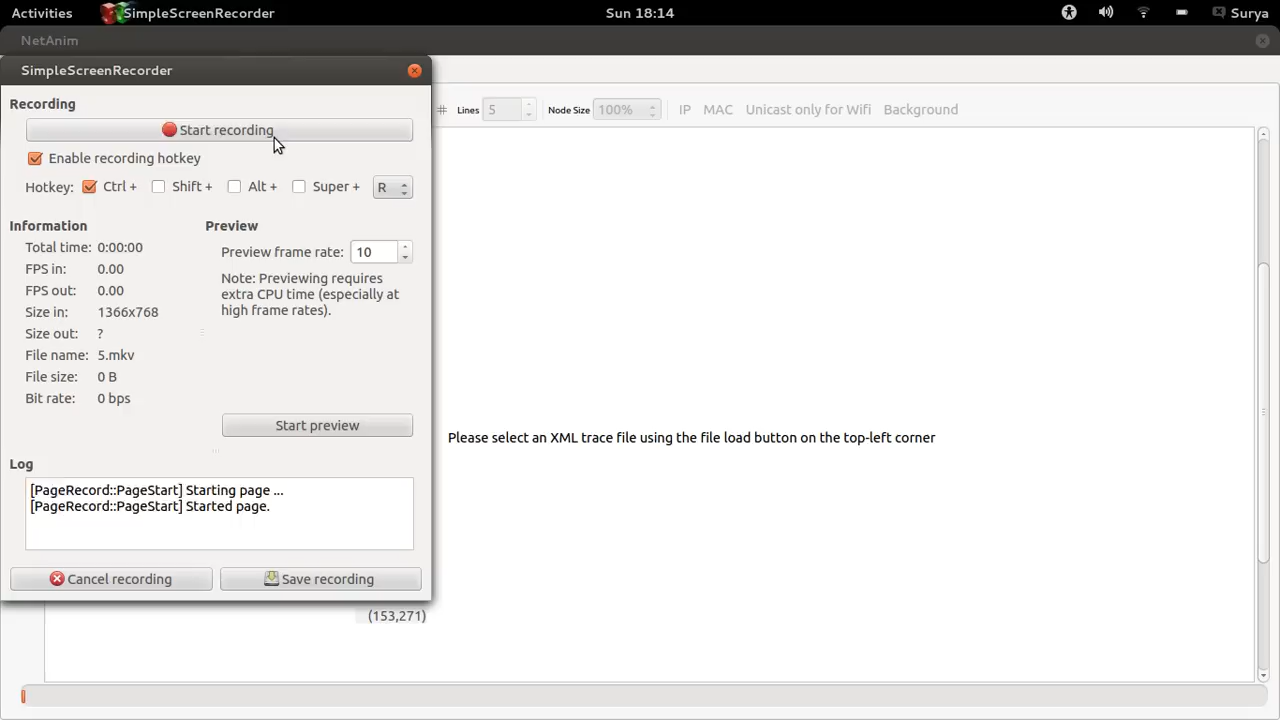 Activities SimpleScreenRecorder Sun 18:14 Surya
NetAnim
SimpleScreenRecorder
Lines 5 Node Size 100% IP MAC Unicast only for Wifi Background
Recording
Start recording
Enable recording hotkey
Hotkey: Ctrl + Shift + Alt + Super + R
Information
Total time: 0:00:00
FPS in: 0.00
FPS out: 0.00
Size in: 1366x768
Size out: ?
File name: 5.mkv
File size: 0 B
Bit rate: 0 bps
Preview
Preview frame rate: 10
Note: Previewing requires
extra CPU time (especially at
high frame rates).
Start preview
Please select an XML trace file using the file load button on the top-left corner
Log
[PageRecord::PageStart] Starting page ...
[PageRecord::PageStart] Started page.
Cancel recording Save recording
(153,271)